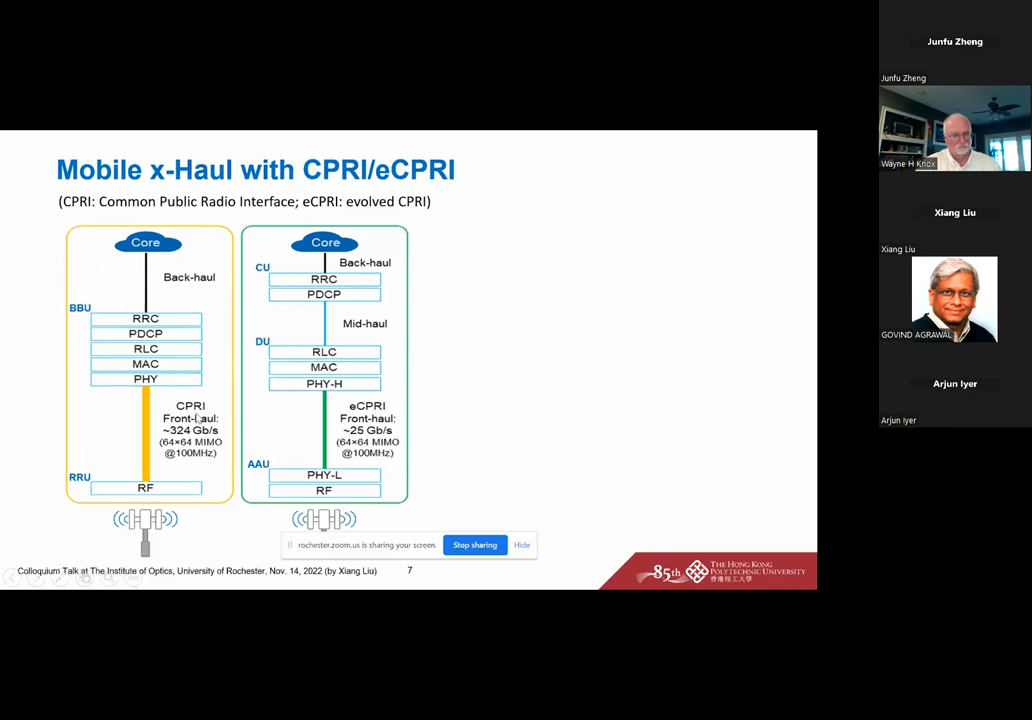 Mobile x-Haul with CPRI/eCPRI
(CPRI: Common Public Radio Interface; eCPRI: evolved CPRI)
Core
Back-haul
BBU
RRC
PDCP
RLC
MAC
PHY
CPRI
Front-haul:
~324 Gb/s
(64×64 MIMO
@100MHz)
RRU
RF
Core
CU
Back-haul
RRC
PDCP
Mid-haul
DU
RLC
MAC
PHY-H
eCPRI
Front-haul:
~25 Gb/s
(64×64 MIMO
@100MHz)
AAU
PHY-L
RF
rochester.zoom.us is sharing your screen.
Stop sharing
Hide
Colloquium Talk at The Institute of Optics, University of Rochester, Nov. 14, 2022 (by Xiang Liu)
7
85th
THE HONG KONG
POLYTECHNIC UNIVERSITY
香港理工大學
Junfu Zheng
Junfu Zheng
Wayne H Knox
Xiang Liu
Xiang Liu
GOVIND AGRAWAL
Arjun Iyer
Arjun Iyer